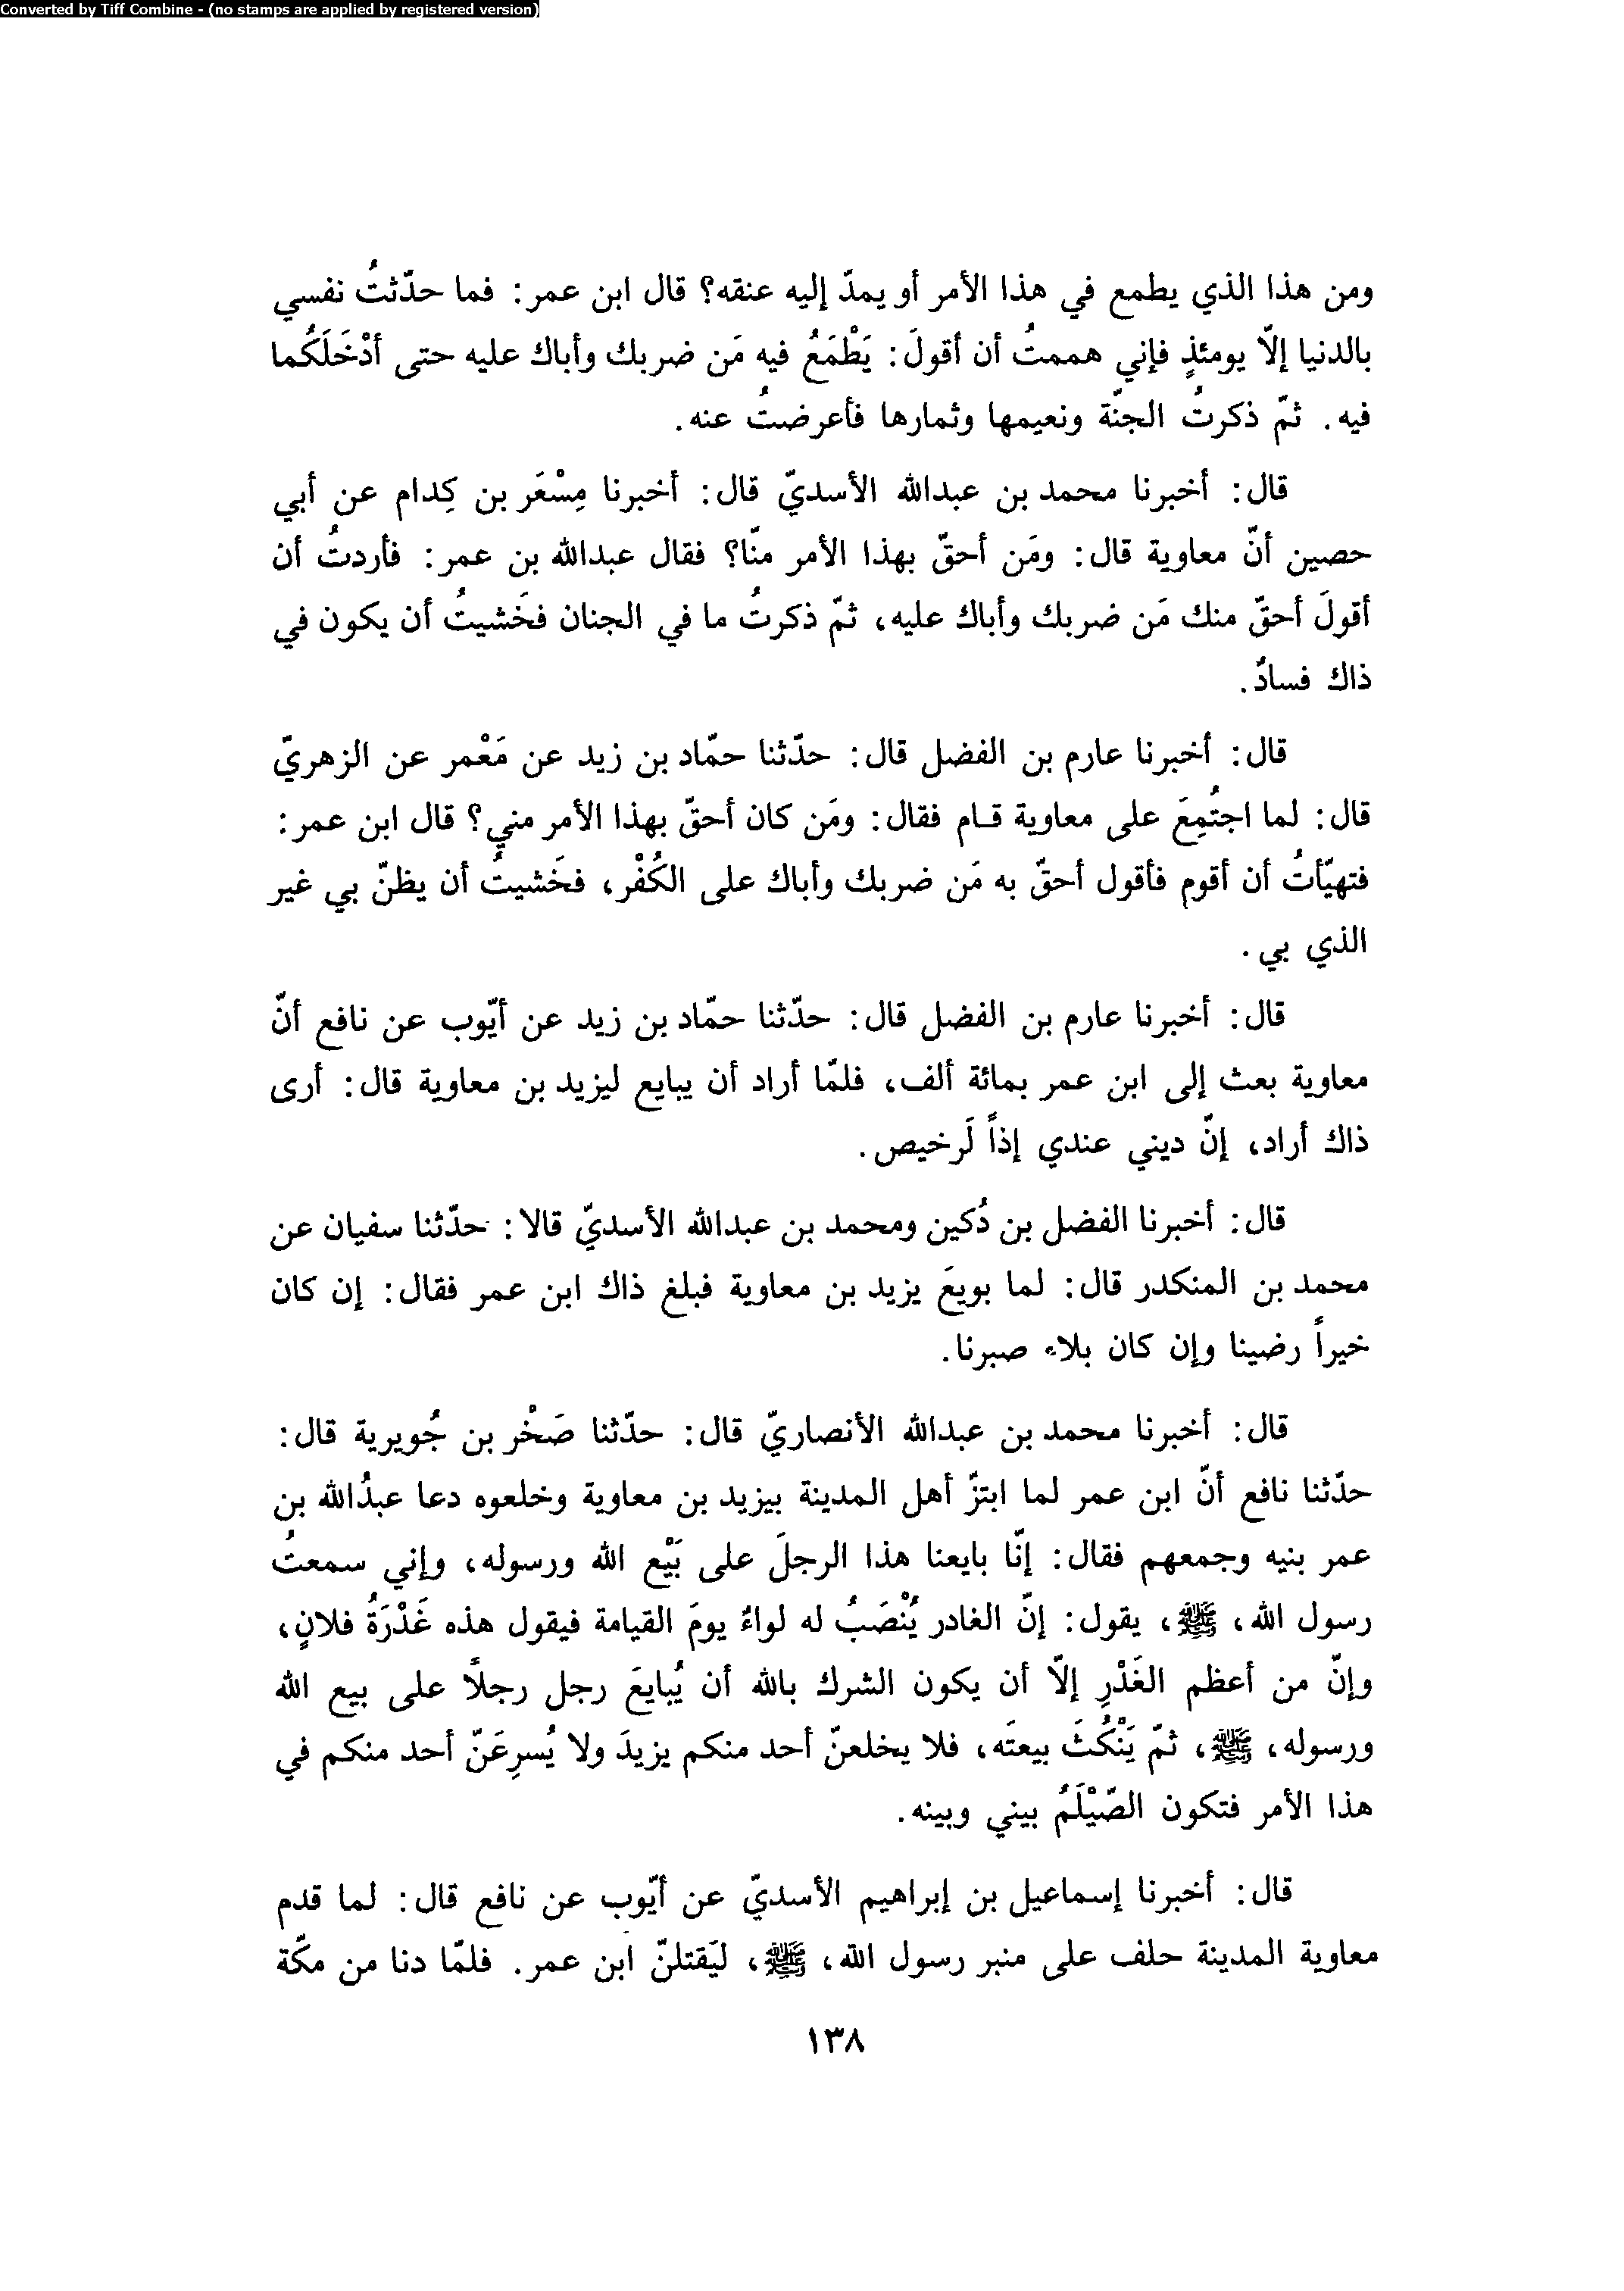 Converted by Tiff Combine - (no stamps are applied by registered version)
ومن هذا الذي يطمع في هذا الأمر أو يمدّ إليه عنقه؟ قال ابن عمر: فما حدّثتُ نفسي
بالدنيا إلاّ يومئذٍ فإني هممتُ أن أقولَ: يَطْمَعُ فيه مَن ضربك وأباك عليه حتى أدْخَلَكُما
فيه. ثمّ ذكرتُ الجنّة ونعيمها وثمارها فأعرضتُ عنه.
قال: أخبرنا محمد بن عبدالله الأسديّ قال: أخبرنا مِسْعَر بن كِدام عن أبي
حصين أنّ معاوية قال: ومَن أحقّ بهذا الأمر منّا؟ فقال عبدالله بن عمر: فأردتُ أن
أقولَ أحقّ منك مَن ضربك وأباك عليه، ثمّ ذكرتُ ما في الجنان فخَشيتُ أن يكون في
ذاك فسادٌ.
قال: أخبرنا عارم بن الفضل قال: حدّثنا حمّاد بن زيد عن مَعْمر عن الزهريّ
قال: لما اجتُمِعَ على معاوية قام فقال: ومَن كان أحقّ بهذا الأمر مني؟ قال ابن عمر:
فتهيّأتُ أن أقوم فأقول أحقّ به مَن ضربك وأباك على الكُفْر، فخَشيتُ أن يظنّ بي غير
الذي بي.
قال: أخبرنا عارم بن الفضل قال: حدّثنا حمّاد بن زيد عن أيّوب عن نافع أنّ
معاوية بعث إلى ابن عمر بمائة ألف، فلمّا أراد أن يبايع ليزيد بن معاوية قال: أرى
ذاك أراد، إنّ ديني عندي إذاً لَرخيص.
قال: أخبرنا الفضل بن دُكين ومحمد بن عبدالله الأسديّ قالا: حدّثنا سفيان عن
محمد بن المنكدر قال: لما بويعَ يزيد بن معاوية فبلغ ذاك ابن عمر فقال: إن كان
خيراً رضينا وإن كان بلاء صبرنا.
قال: أخبرنا محمد بن عبدالله الأنصاريّ قال: حدّثنا صَخْر بن جُويرية قال:
حدّثنا نافع أنّ ابن عمر لما ابتزّ أهل المدينة بيزيد بن معاوية وخلعوه دعا عبدُالله بن
عمر بنيه وجمعهم فقال: إنّا بايعنا هذا الرجلَ على بَيْع الله ورسوله، وإني سمعتُ
رسول الله، ﷺ، يقول: إنّ الغادر يُنْصَبُ له لواءٌ يومَ القيامة فيقول هذه غَدْرَةُ فلانٍ،
وإنّ من أعظم الغَدْرِ إلاّ أن يكون الشرك بالله أن يُبايعَ رجل رجلاً على بيع الله
ورسوله، ﷺ، ثمّ يَنْكُثَ بيعتَه، فلا يخلعنّ أحد منكم يزيدَ ولا يُسرِعَنّ أحد منكم في
هذا الأمر فتكون الصّيْلَمُ بيني وبينه.
قال: أخبرنا إسماعيل بن إبراهيم الأسديّ عن أيّوب عن نافع قال: لما قدم
معاوية المدينة حلف على منبر رسول الله، ﷺ، ليَقتلنّ ابن عمر. فلمّا دنا من مكّة
١٣٨